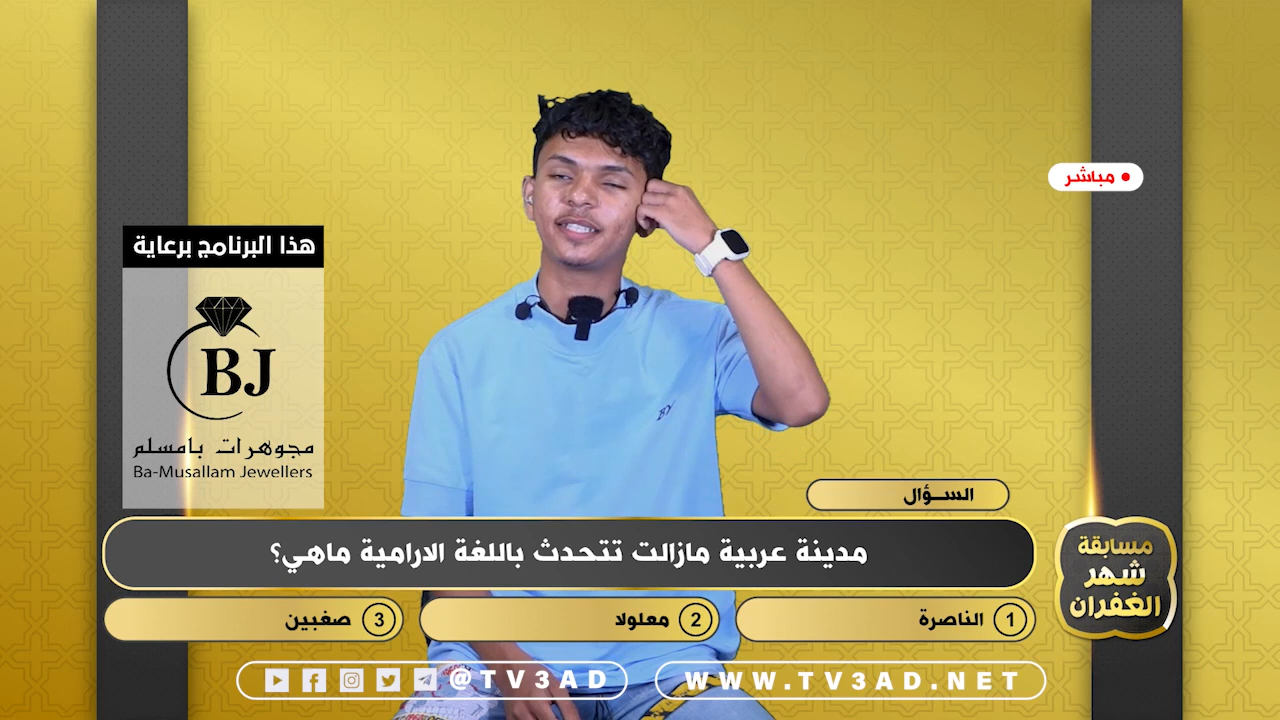 مباشر
هذا البرنامج برعاية
BJ
مجوهرات بامسلم
Ba-Musallam Jewellers
BY
السؤال
مدينة عربية مازالت تتحدث باللغة الارامية ماهي؟
1 الناصرة
2 معلولا
3 صغبين
مسابقة
شهر
الغفران
@TV3AD
WWW.TV3AD.NET